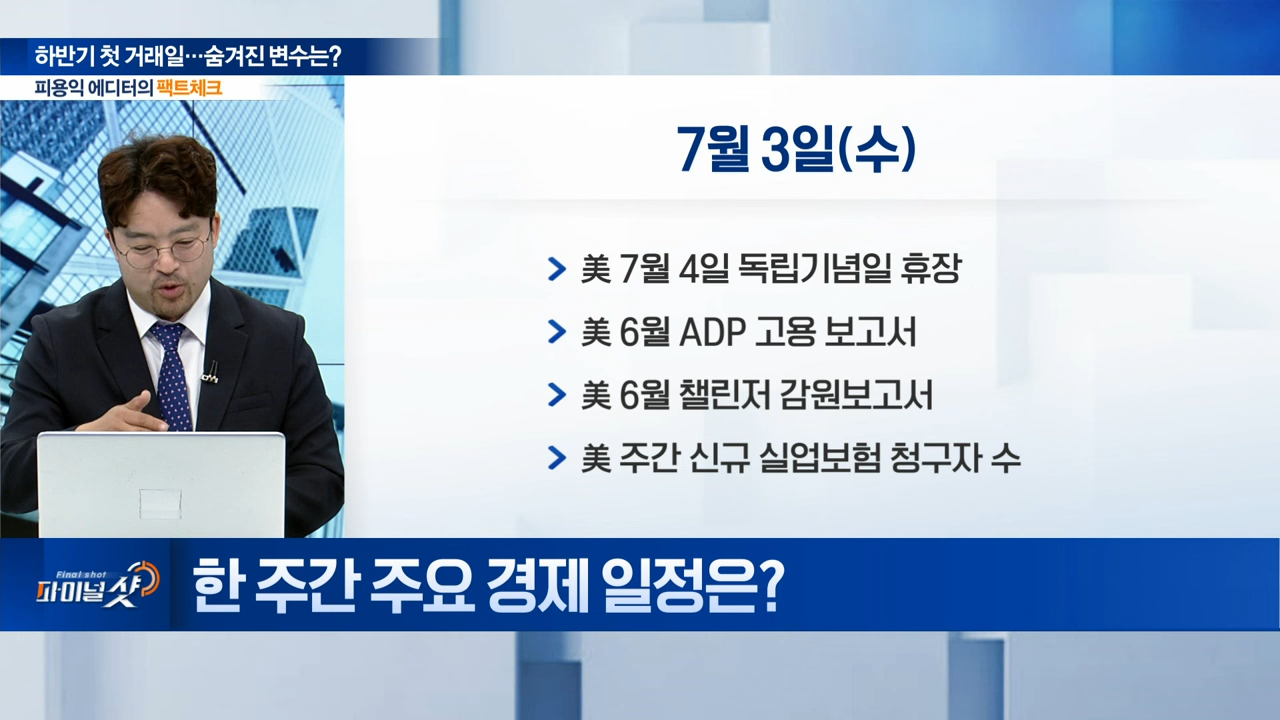 하반기 첫 거래일…숨겨진 변수는?
피용익 에디터의 팩트체크
7월 3일(수)
美 7월 4일 독립기념일 휴장
美 6월 ADP 고용 보고서
美 6월 챌린저 감원보고서
美 주간 신규 실업보험 청구자 수
Final shot
파이널샷
한 주간 주요 경제 일정은?